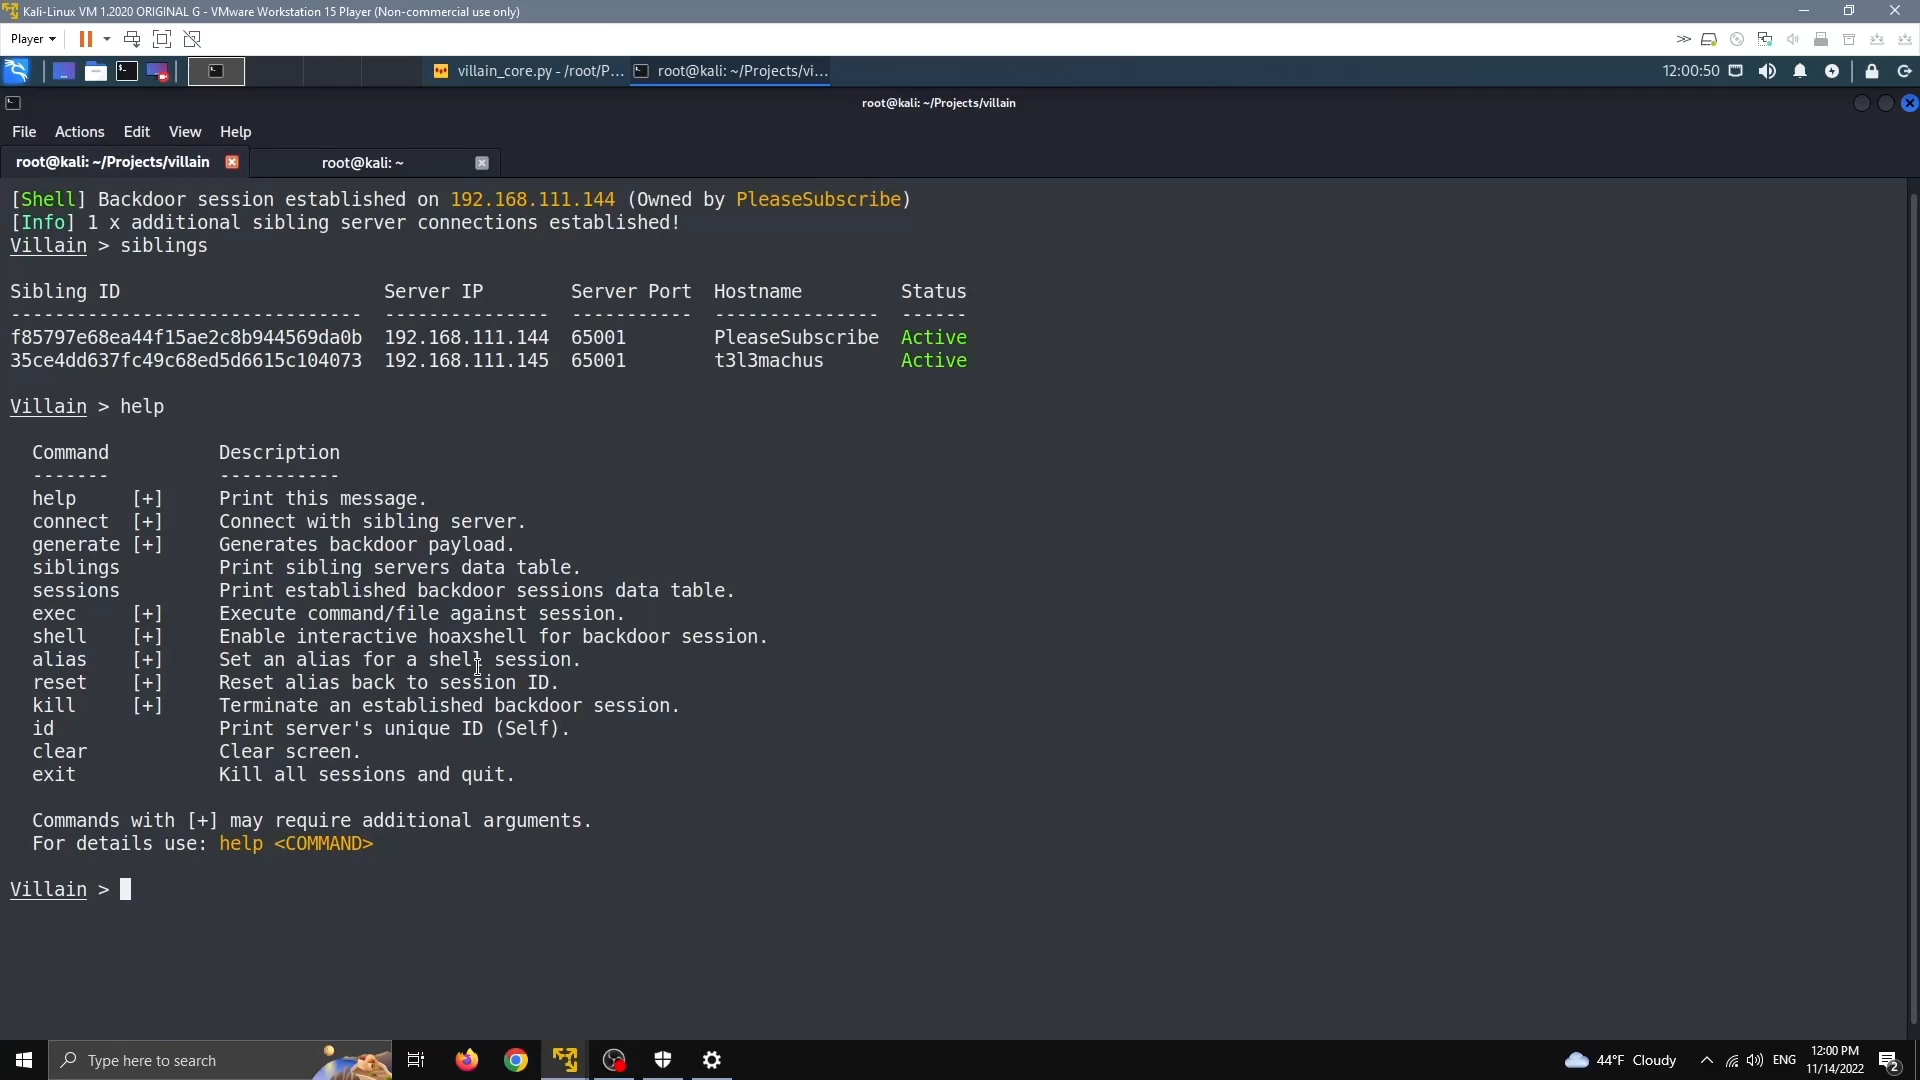 Kali-Linux VM 1.2020 ORIGINAL G - VMware Workstation 15 Player (Non-commercial use only)
Player
villain_core.py - /root/P...
root@kali: ~/Projects/vi...
12:00:50
root@kali: ~/Projects/villain
File Actions Edit View Help
root@kali: ~/Projects/villain
root@kali: ~
[Shell] Backdoor session established on 192.168.111.144 (Owned by PleaseSubscribe)
[Info] 1 x additional sibling server connections established!
Villain > siblings
Sibling ID Server IP Server Port Hostname Status
-------------------------------- --------------- ----------- --------------- ------
f85797e68ea44f15ae2c8b944569da0b 192.168.111.144 65001 PleaseSubscribe Active
35ce4dd637fc49c68ed5d6615c104073 192.168.111.145 65001 t3l3machus Active
Villain > help
Command Description
------- -----------
help [+] Print this message.
connect [+] Connect with sibling server.
generate [+] Generates backdoor payload.
siblings Print sibling servers data table.
sessions Print established backdoor sessions data table.
exec [+] Execute command/file against session.
shell [+] Enable interactive hoaxshell for backdoor session.
alias [+] Set an alias for a shell session.
reset [+] Reset alias back to session ID.
kill [+] Terminate an established backdoor session.
id Print server's unique ID (Self).
clear Clear screen.
exit Kill all sessions and quit.
Commands with [+] may require additional arguments.
For details use: help <COMMAND>
Villain >
Type here to search
44°F Cloudy
ENG
12:00 PM
11/14/2022
2